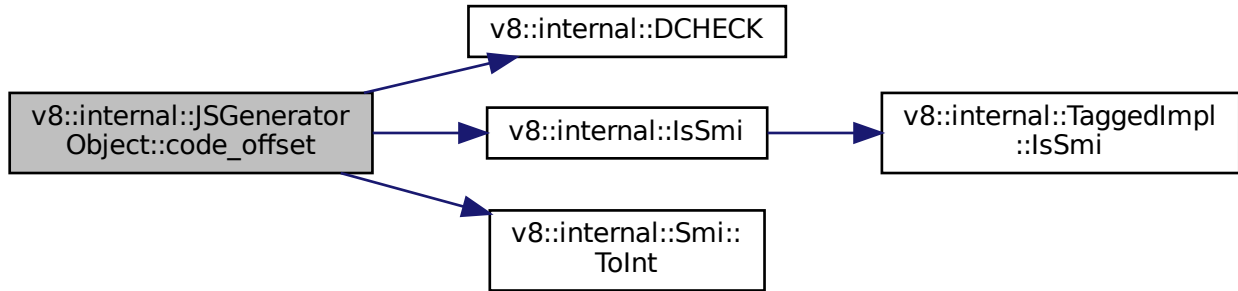 v8::internal::DCHECK
v8::internal::JSGenerator
Object::code_offset
v8::internal::IsSmi
v8::internal::TaggedImpl
::IsSmi
v8::internal::Smi::
ToInt